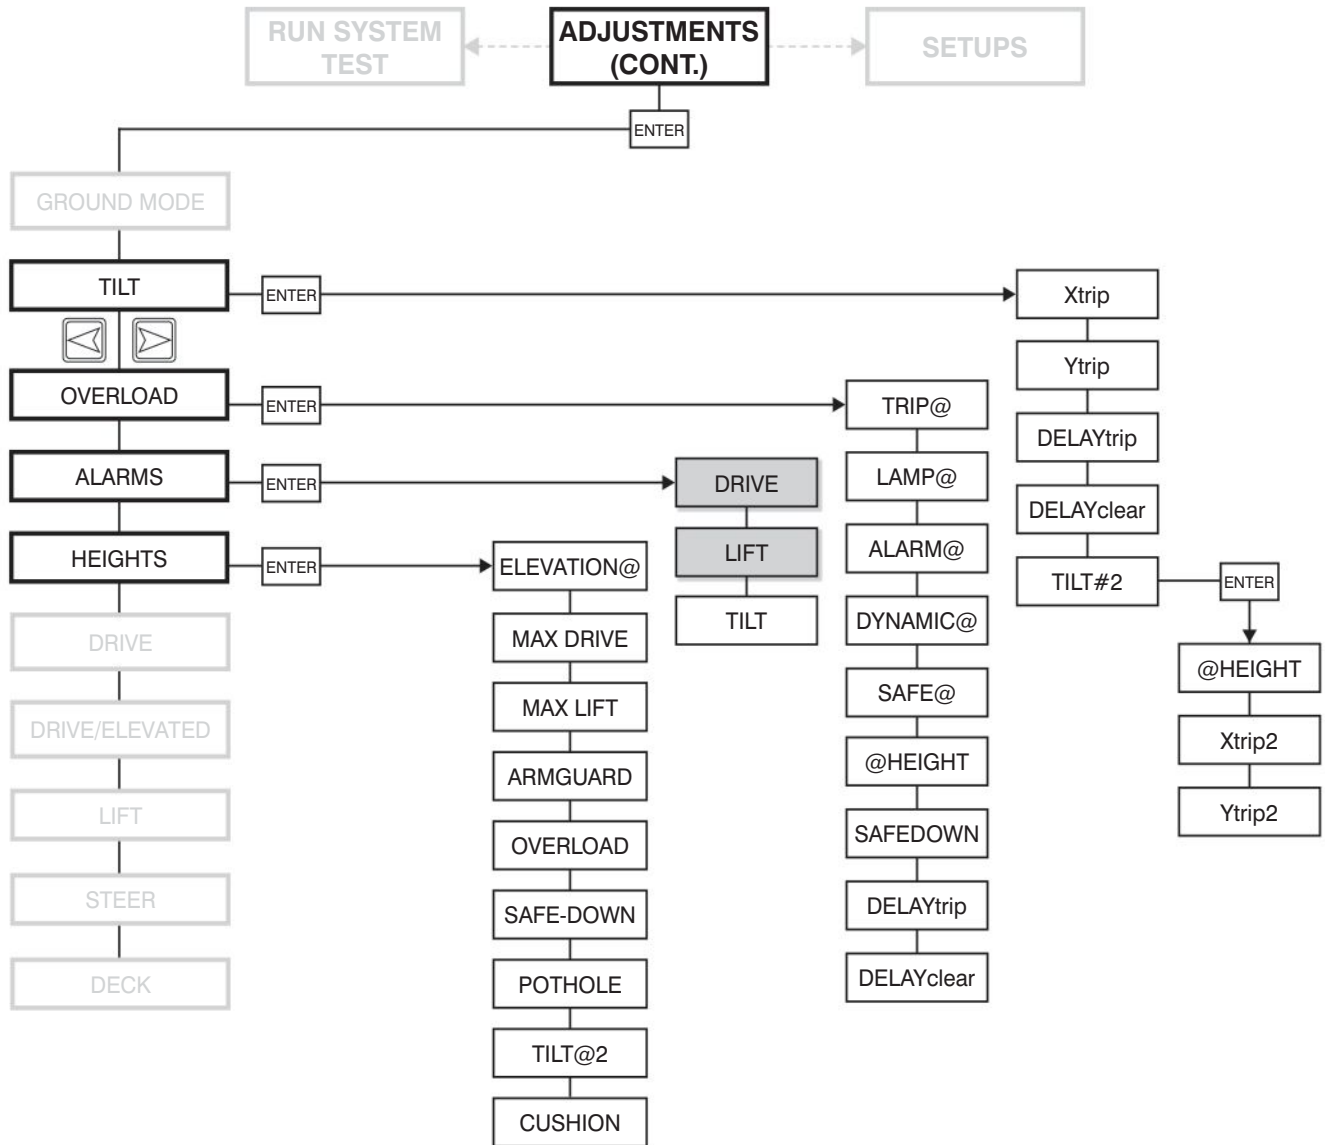 RUN SYSTEM
TEST
ADJUSTMENTS
(CONT.)
SETUPS
ENTER
GROUND MODE
TILT
ENTER
OVERLOAD
ENTER
ALARMS
ENTER
HEIGHTS
ENTER
DRIVE
DRIVE/ELEVATED
LIFT
STEER
DECK
ELEVATION@
MAX DRIVE
MAX LIFT
ARMGUARD
OVERLOAD
SAFE-DOWN
POTHOLE
TILT@2
CUSHION
DRIVE
LIFT
TILT
TRIP@
LAMP@
ALARM@
DYNAMIC@
SAFE@
@HEIGHT
SAFEDOWN
DELAYtrip
DELAYclear
Xtrip
Ytrip
DELAYtrip
DELAYclear
TILT#2
ENTER
@HEIGHT
Xtrip2
Ytrip2